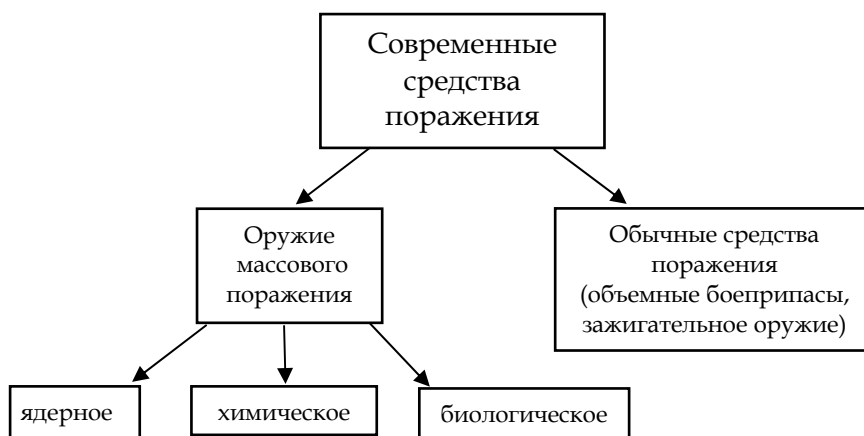 Современные
средства
поражения
Оружие
массового
поражения
Обычные средства
поражения
(объемные боеприпасы,
зажигательное оружие)
ядерное
химическое
биологическое